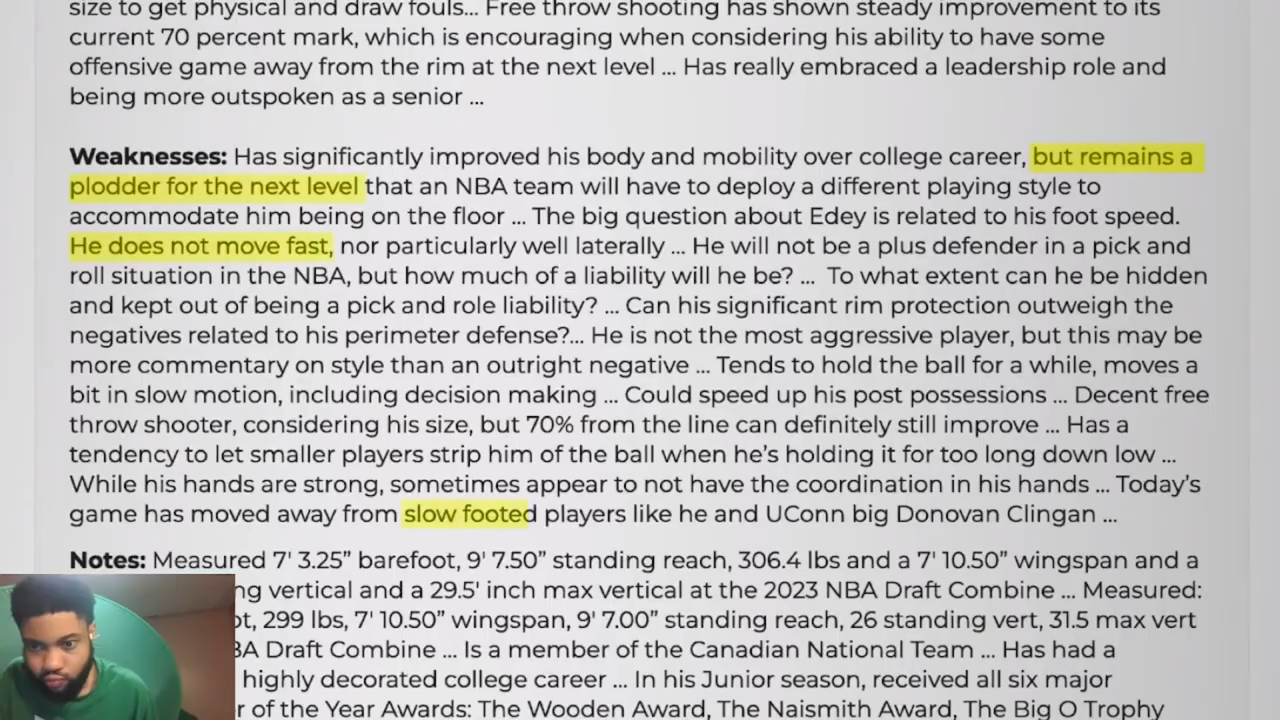 size to get physical and draw fouls... Free throw shooting has shown steady improvement to its
current 70 percent mark, which is encouraging when considering his ability to have some
offensive game away from the rim at the next level ... Has really embraced a leadership role and
being more outspoken as a senior ...
Weaknesses: Has significantly improved his body and mobility over college career, but remains a
plodder for the next level that an NBA team will have to deploy a different playing style to
accommodate him being on the floor ... The big question about Edey is related to his foot speed.
He does not move fast, nor particularly well laterally ... He will not be a plus defender in a pick and
roll situation in the NBA, but how much of a liability will he be? ... To what extent can he be hidden
and kept out of being a pick and role liability? ... Can his significant rim protection outweigh the
negatives related to his perimeter defense?... He is not the most aggressive player, but this may be
more commentary on style than an outright negative ... Tends to hold the ball for a while, moves a
bit in slow motion, including decision making ... Could speed up his post possessions ... Decent free
throw shooter, considering his size, but 70% from the line can definitely still improve ... Has a
tendency to let smaller players strip him of the ball when he's holding it for too long down low ...
While his hands are strong, sometimes appear to not have the coordination in his hands ... Today's
game has moved away from slow footed players like he and UConn big Donovan Clingan ...
Notes: Measured 7' 3.25” barefoot, 9' 7.50” standing reach, 306.4 lbs and a 7' 10.50” wingspan and a
ng vertical and a 29.5' inch max vertical at the 2023 NBA Draft Combine ... Measured:
ot, 299 lbs, 7' 10.50” wingspan, 9' 7.00” standing reach, 26 standing vert, 31.5 max vert
BA Draft Combine ... Is a member of the Canadian National Team ... Has had a
highly decorated college career ... In his Junior season, received all six major
r of the Year Awards: The Wooden Award, The Naismith Award, The Big O Trophy